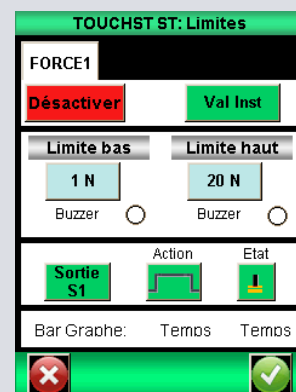 TOUCHST ST: Limites
FORCE1
Désactiver Val Inst
Limite bas Limite haut
1 N 20 N
Buzzer Buzzer
Action Etat
Sortie
S1
Bar Graphe: Temps Temps